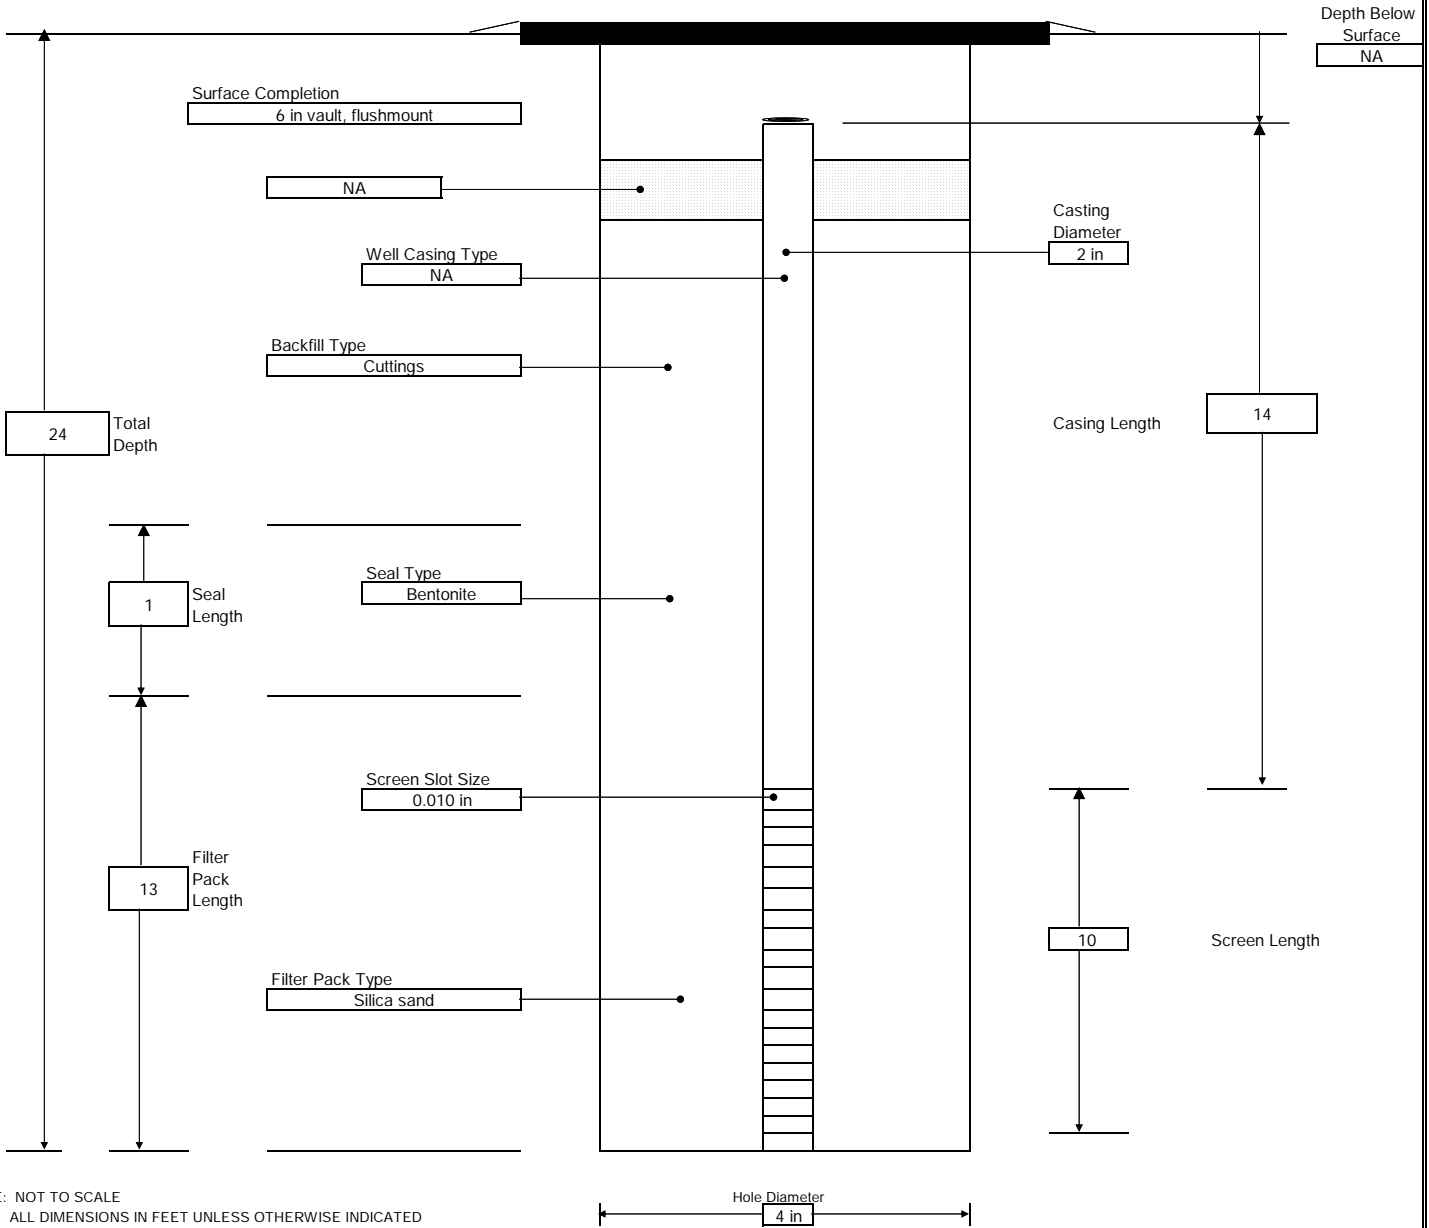 Depth Below
Surface
NA
Surface Completion
6 in vault, flushmount
NA
Casting
Diameter
2 in
Well Casing Type
NA
Backfill Type
Cuttings
24
Total
Depth
Casing Length
14
1
Seal
Length
Seal Type
Bentonite
Screen Slot Size
0.010 in
13
Filter
Pack
Length
10
Screen Length
Filter Pack Type
Silica sand
: NOT TO SCALE
ALL DIMENSIONS IN FEET UNLESS OTHERWISE INDICATED
Hole Diameter
4 in